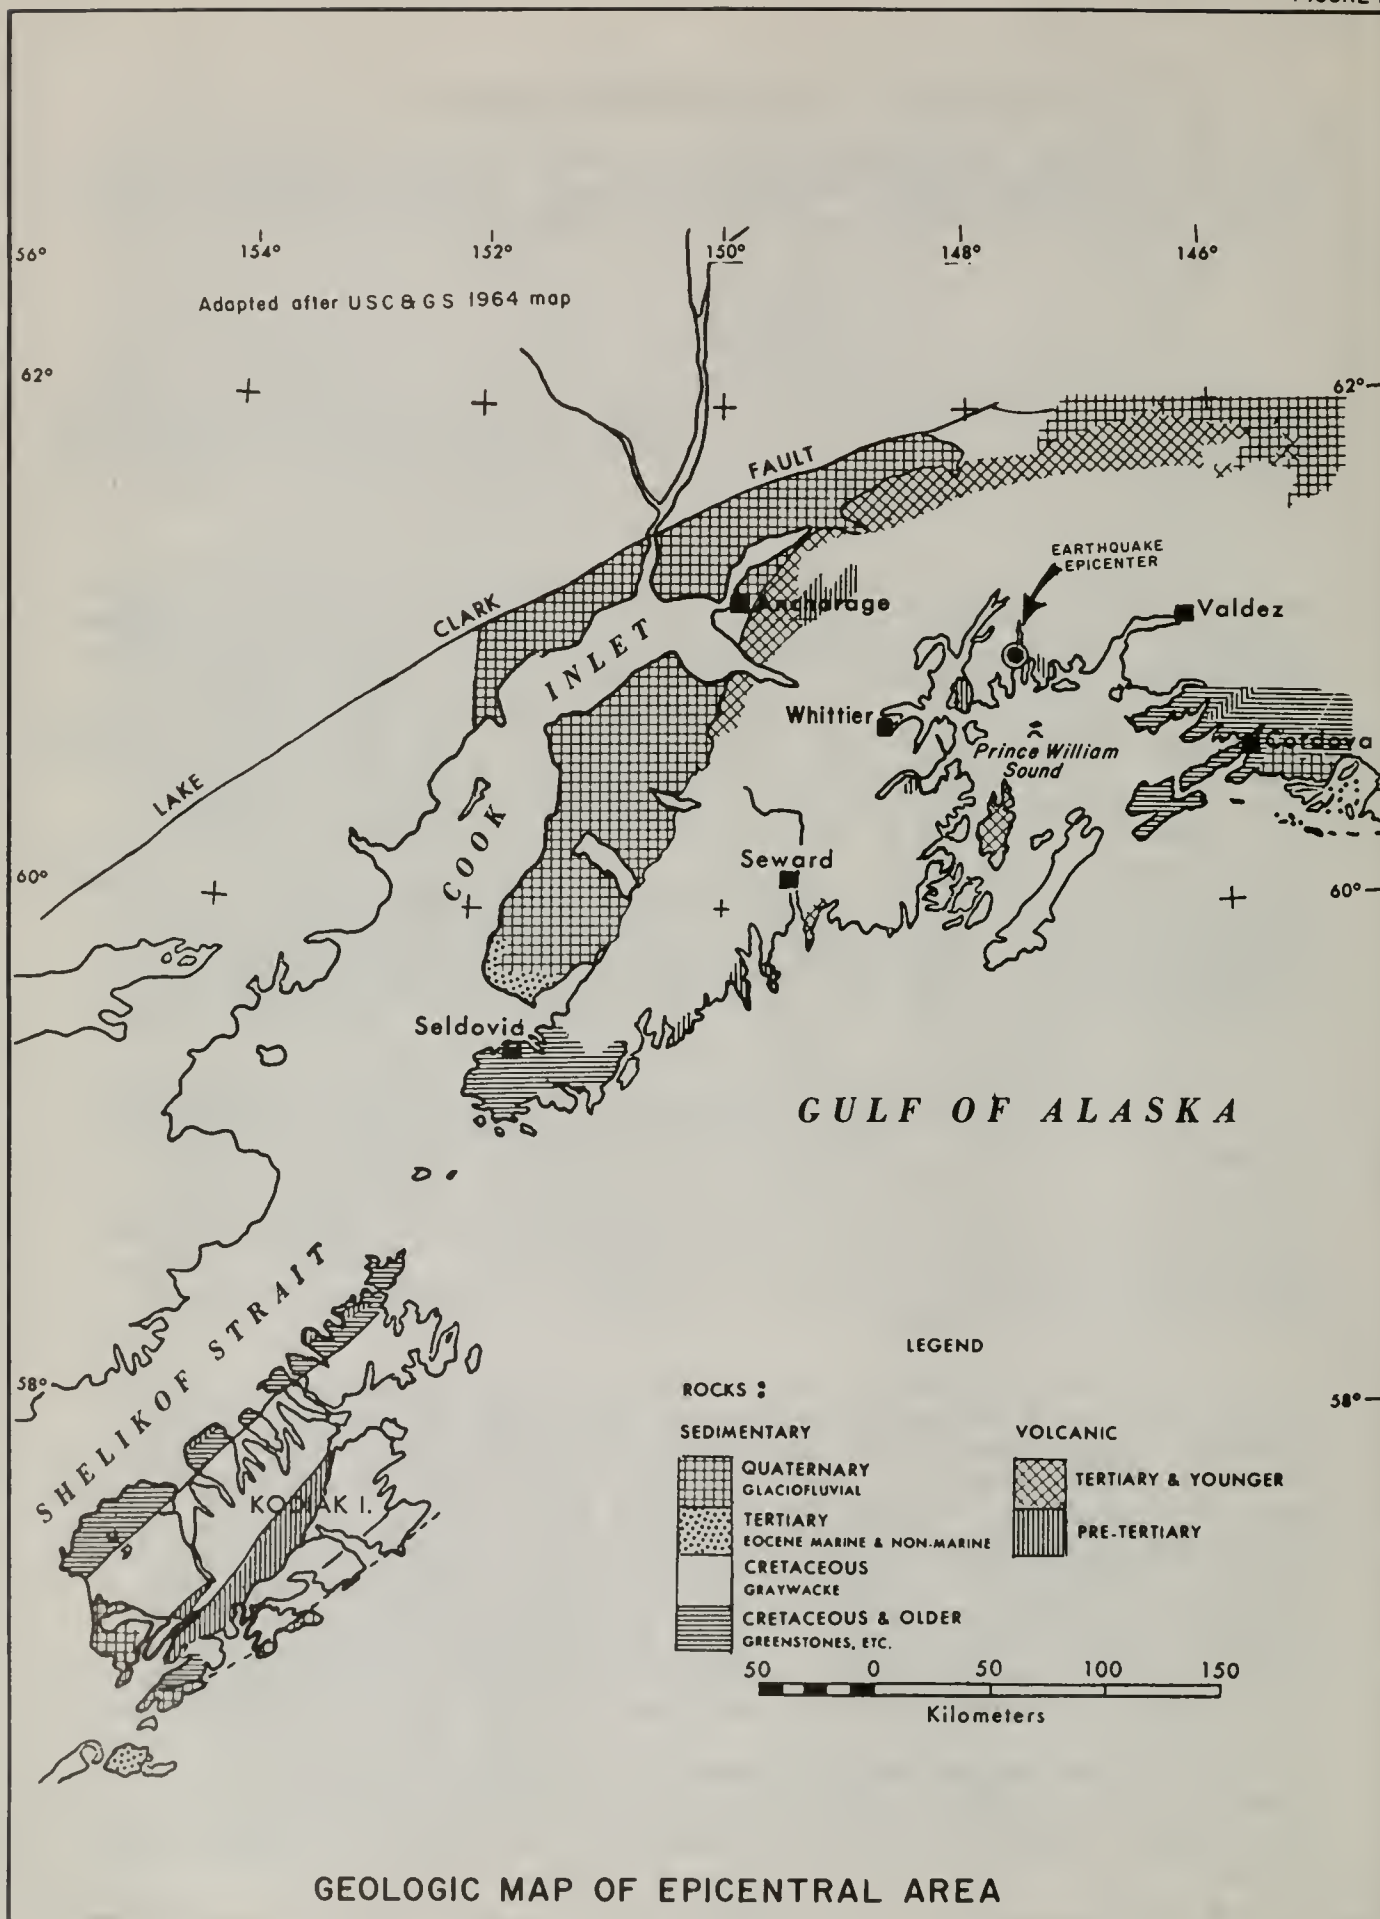 56°
154°
152°
150°
148°
146°
Adapted after USC & GS 1964 map
62°
62°
FAULT
EARTHQUAKE
EPICENTER
Anchorage
Valdez
CLARK
INLET
Whittier
Cordova
Prince William
Sound
LAKE
COOK
Seward
60°
60°
Seldovia
GULF OF ALASKA
SHELIKOF STRAIT
58°
58°
KODIAK I.
LEGEND
ROCKS :
SEDIMENTARY
VOLCANIC
QUATERNARY
GLACIOFLUVIAL
TERTIARY & YOUNGER
TERTIARY
EOCENE MARINE & NON-MARINE
PRE-TERTIARY
CRETACEOUS
GRAYWACKE
CRETACEOUS & OLDER
GREENSTONES, ETC.
50 0 50 100 150
Kilometers
GEOLOGIC MAP OF EPICENTRAL AREA